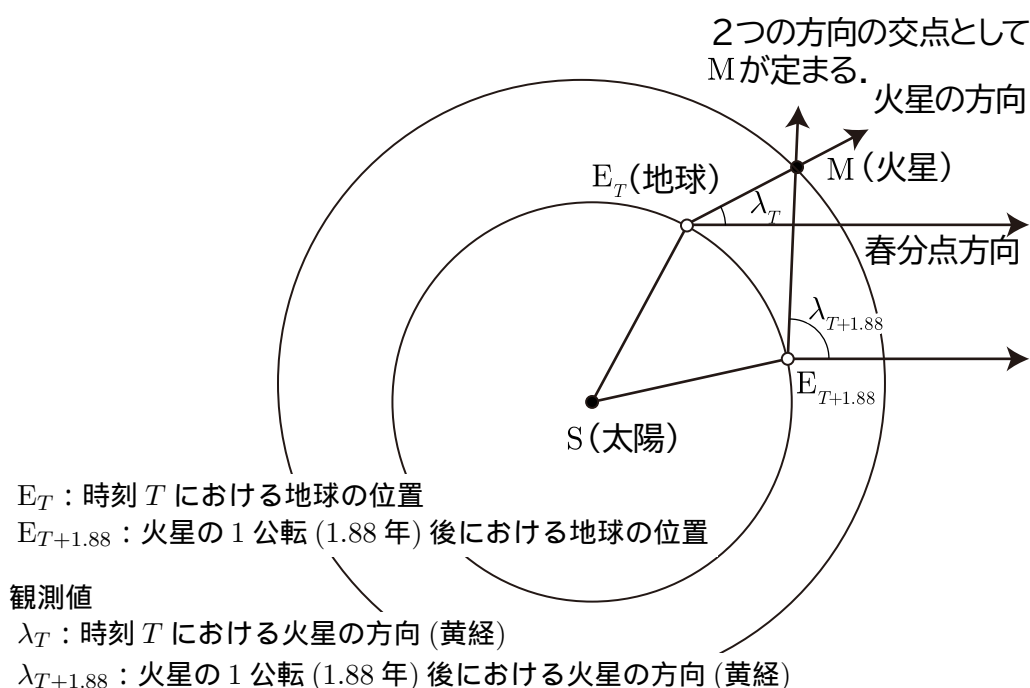 2つの方向の交点として
Mが定まる.
火星の方向
E_T(地球)
M(火星)
λ_T
春分点方向
λ_{T+1.88}
E_{T+1.88}
S(太陽)
E_T:時刻 T における地球の位置
E_{T+1.88}:火星の 1 公転 (1.88 年) 後における地球の位置
観測値
λ_T:時刻 T における火星の方向 (黄経)
λ_{T+1.88}:火星の 1 公転 (1.88 年) 後における火星の方向 (黄経)